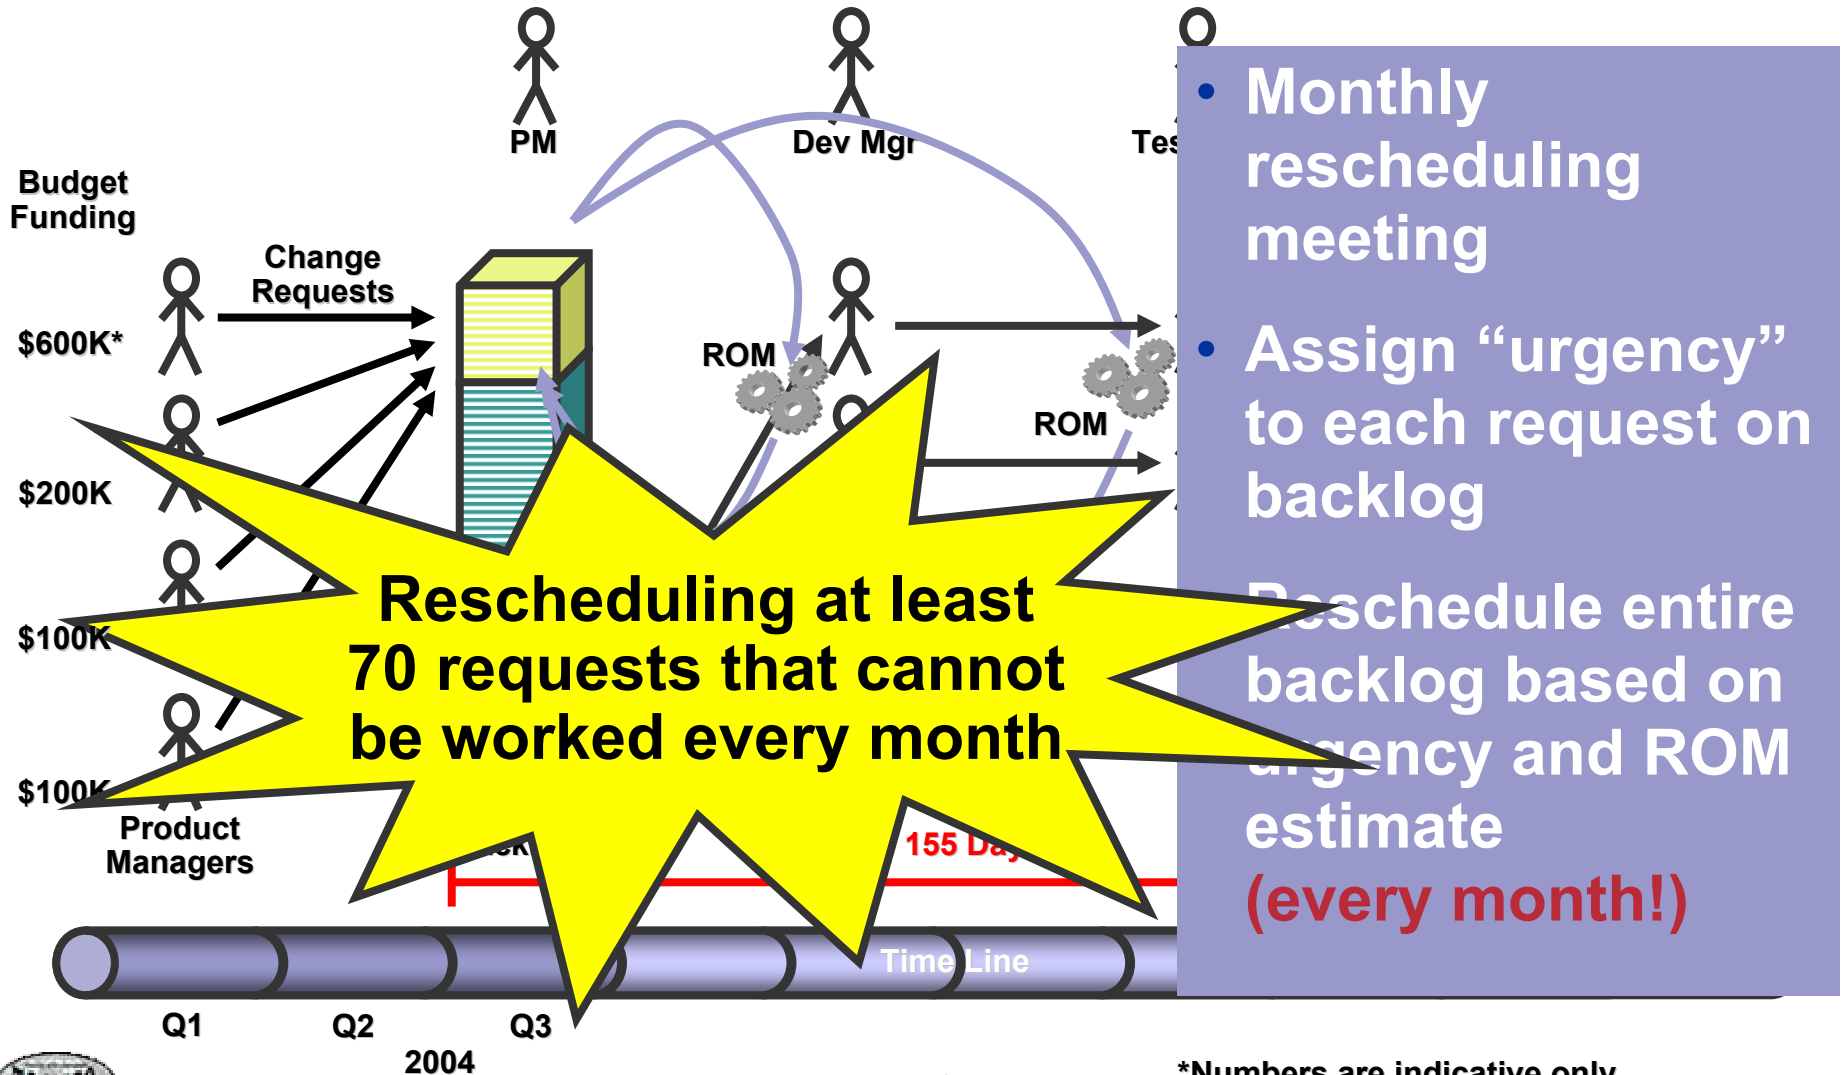 PM
Dev Mgr
Budget
Funding
Change
Requests
$600K*
$200K
$100K
$100K
Product
Managers
ROM
ROM
• Monthly
rescheduling
meeting
• Assign “urgency”
to each request on
backlog
Reschedule entire
backlog based on
urgency and ROM
estimate
(every month!)
Rescheduling at least
70 requests that cannot
be worked every month
155
Time Line
Q1
Q2
Q3
2004
*Numbers are indicative only